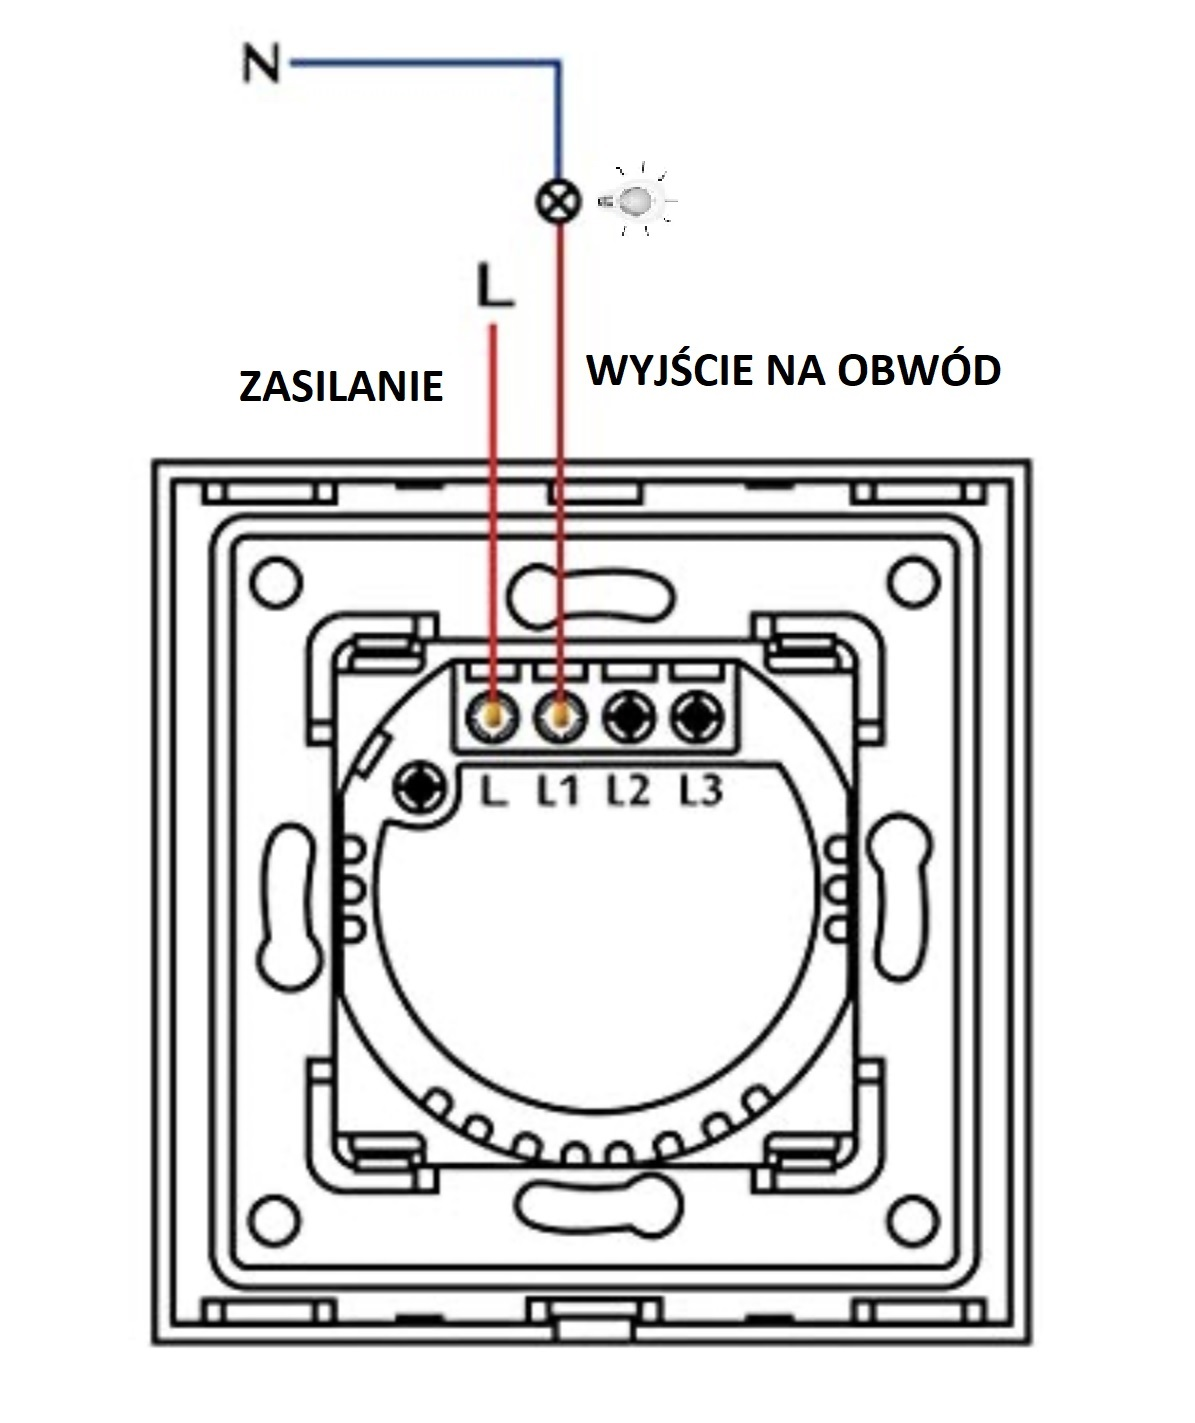 N
L
ZASILANIE
WYJŚCIE NA OBWÓD
L L1 L2 L3